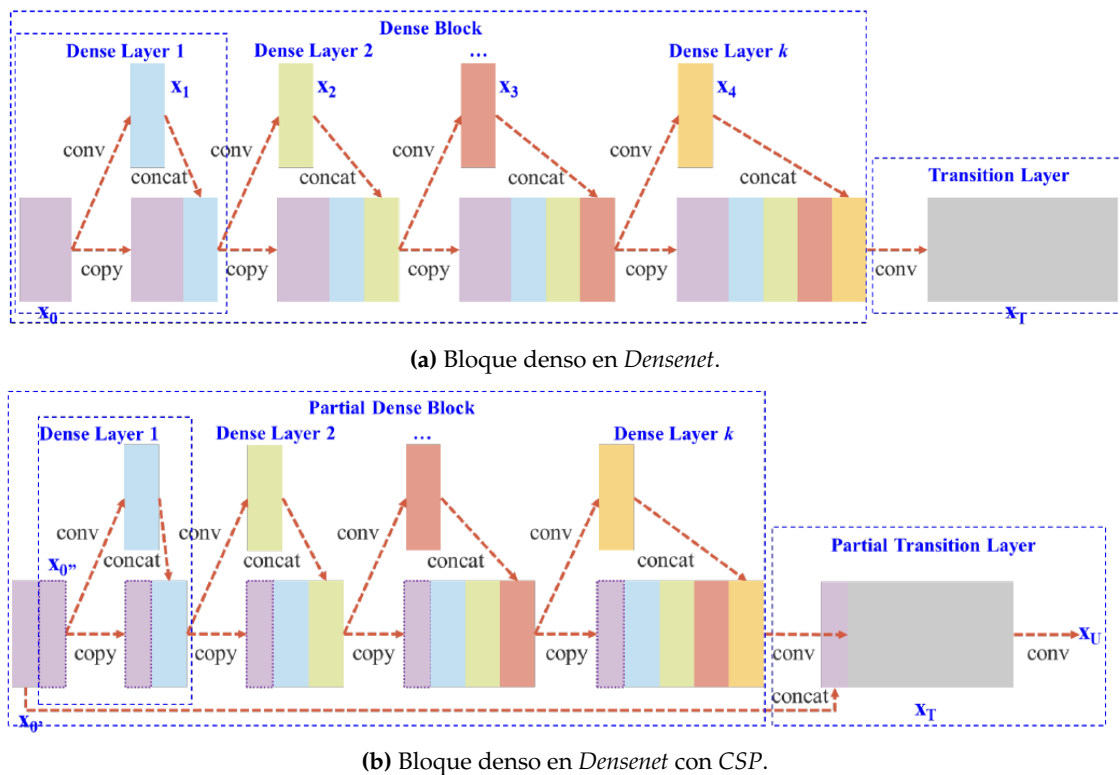 Dense Block
Dense Layer 1
Dense Layer 2
...
Dense Layer k
x1
x2
x3
x4
conv
conv
conv
conv
concat
concat
concat
concat
Transition Layer
copy
copy
copy
copy
conv
x0
xT
(a) Bloque denso en Densenet.
Partial Dense Block
Dense Layer 1
Dense Layer 2
...
Dense Layer k
conv
conv
conv
conv
Partial Transition Layer
x0''
concat
concat
concat
concat
xU
copy
copy
copy
copy
conv
conv
concat
x0'
xT
(b) Bloque denso en Densenet con CSP.